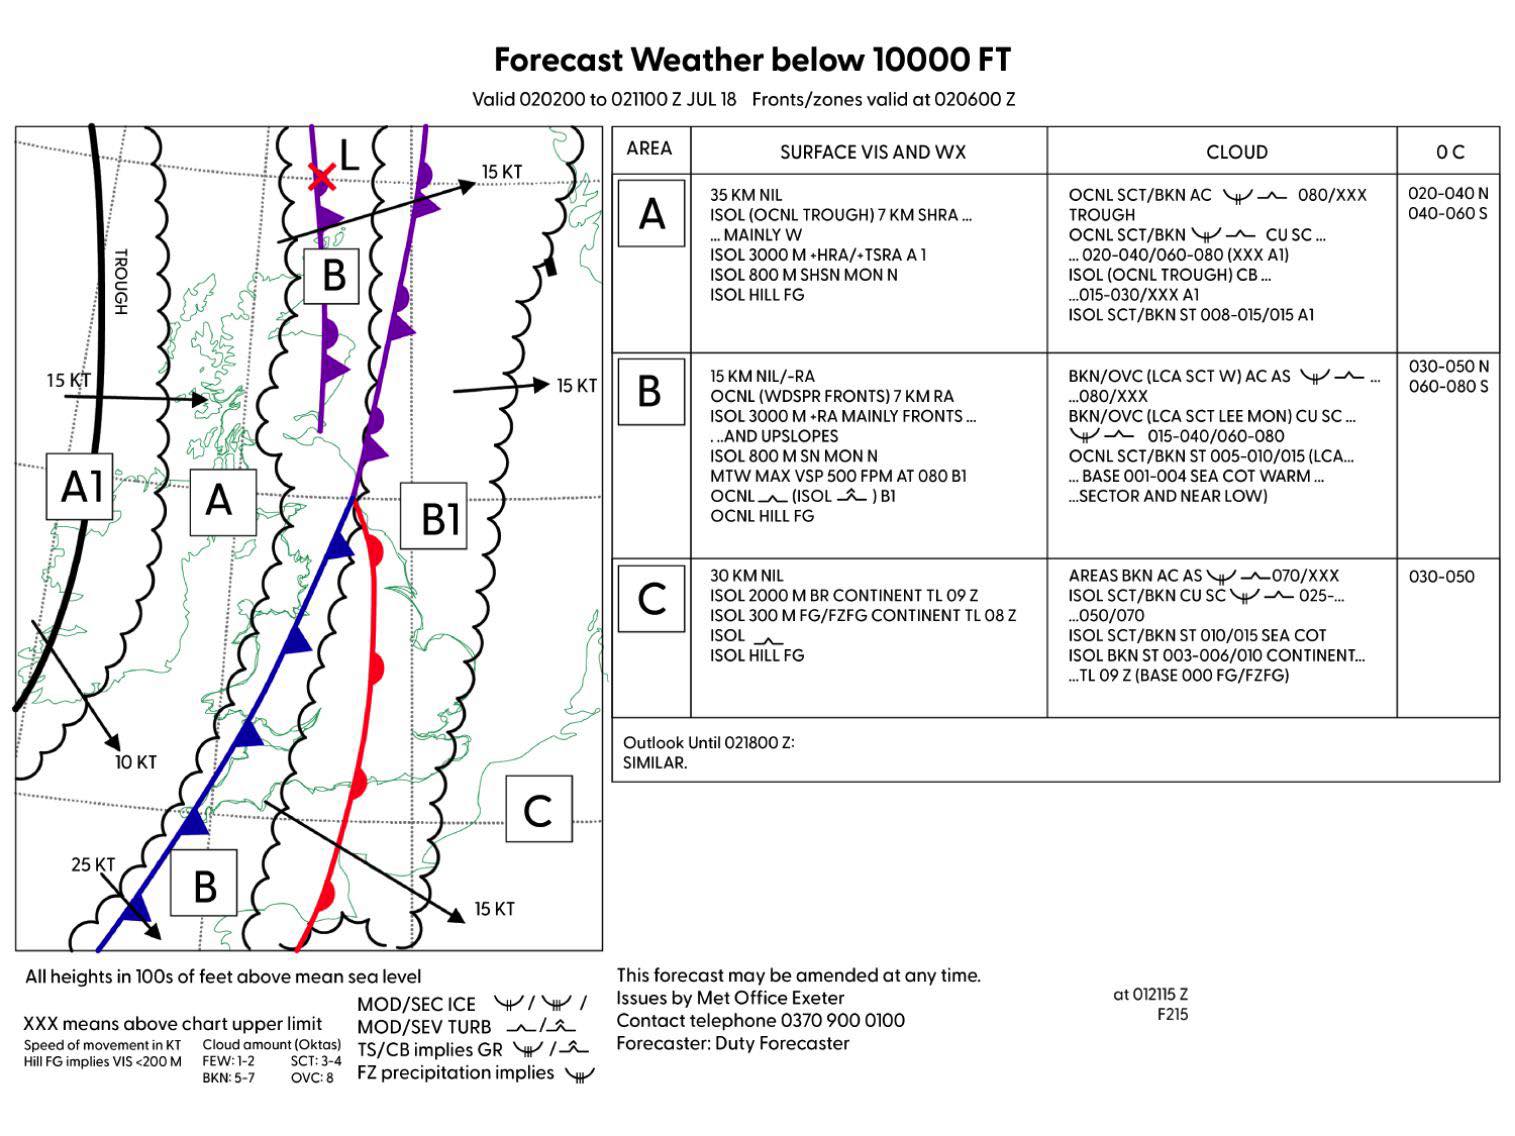 Forecast Weather below 10000 FT
Valid 020200 to 021100 Z JUL 18 Fronts/zones valid at 020600 Z
L
15 KT
B
TROUGH
15 KT
15 KT
A1
A
B1
10 KT
C
25 KT
B
15 KT
AREA
SURFACE VIS AND WX
CLOUD
0 C
A
35 KM NIL
ISOL (OCNL TROUGH) 7 KM SHRA ...
... MAINLY W
ISOL 3000 M +HRA/+TSRA A 1
ISOL 800 M SHSN MON N
ISOL HILL FG
OCNL SCT/BKN AC 080/XXX
TROUGH
OCNL SCT/BKN CU SC ...
... 020-040/060-080 (XXX A1)
ISOL (OCNL TROUGH) CB ...
...015-030/XXX A1
ISOL SCT/BKN ST 008-015/015 A1
020-040 N
040-060 S
B
15 KM NIL/-RA
OCNL (WDSPR FRONTS) 7 KM RA
ISOL 3000 M +RA MAINLY FRONTS ...
...AND UPSLOPES
ISOL 800 M SN MON N
MTW MAX VSP 500 FPM AT 080 B1
OCNL (ISOL ) B1
OCNL HILL FG
BKN/OVC (LCA SCT W) AC AS ...
...080/XXX
BKN/OVC (LCA SCT LEE MON) CU SC ...
015-040/060-080
OCNL SCT/BKN ST 005-010/015 (LCA...
... BASE 001-004 SEA COT WARM ...
...SECTOR AND NEAR LOW)
030-050 N
060-080 S
C
30 KM NIL
ISOL 2000 M BR CONTINENT TL 09 Z
ISOL 300 M FG/FZFG CONTINENT TL 08 Z
ISOL
ISOL HILL FG
AREAS BKN AC AS 070/XXX
ISOL SCT/BKN CU SC 025-...
...050/070
ISOL SCT/BKN ST 010/015 SEA COT
ISOL BKN ST 003-006/010 CONTINENT...
...TL 09 Z (BASE 000 FG/FZFG)
030-050
Outlook Until 021800 Z:
SIMILAR.
All heights in 100s of feet above mean sea level
XXX means above chart upper limit
Speed of movement in KT
Hill FG implies VIS <200 M
Cloud amount (Oktas)
FEW: 1-2 SCT: 3-4
BKN: 5-7 OVC: 8
MOD/SEC ICE / /
MOD/SEV TURB /
TS/CB implies GR /
FZ precipitation implies
This forecast may be amended at any time.
Issues by Met Office Exeter
Contact telephone 0370 900 0100
Forecaster: Duty Forecaster
at 012115 Z
F215